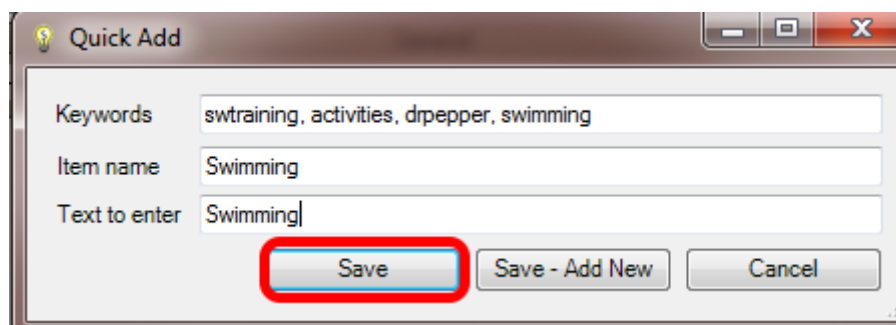 Quick Add
Keywords swtraining, activities, drpepper, swimming
Item name Swimming
Text to enter Swimming
Save Save - Add New Cancel